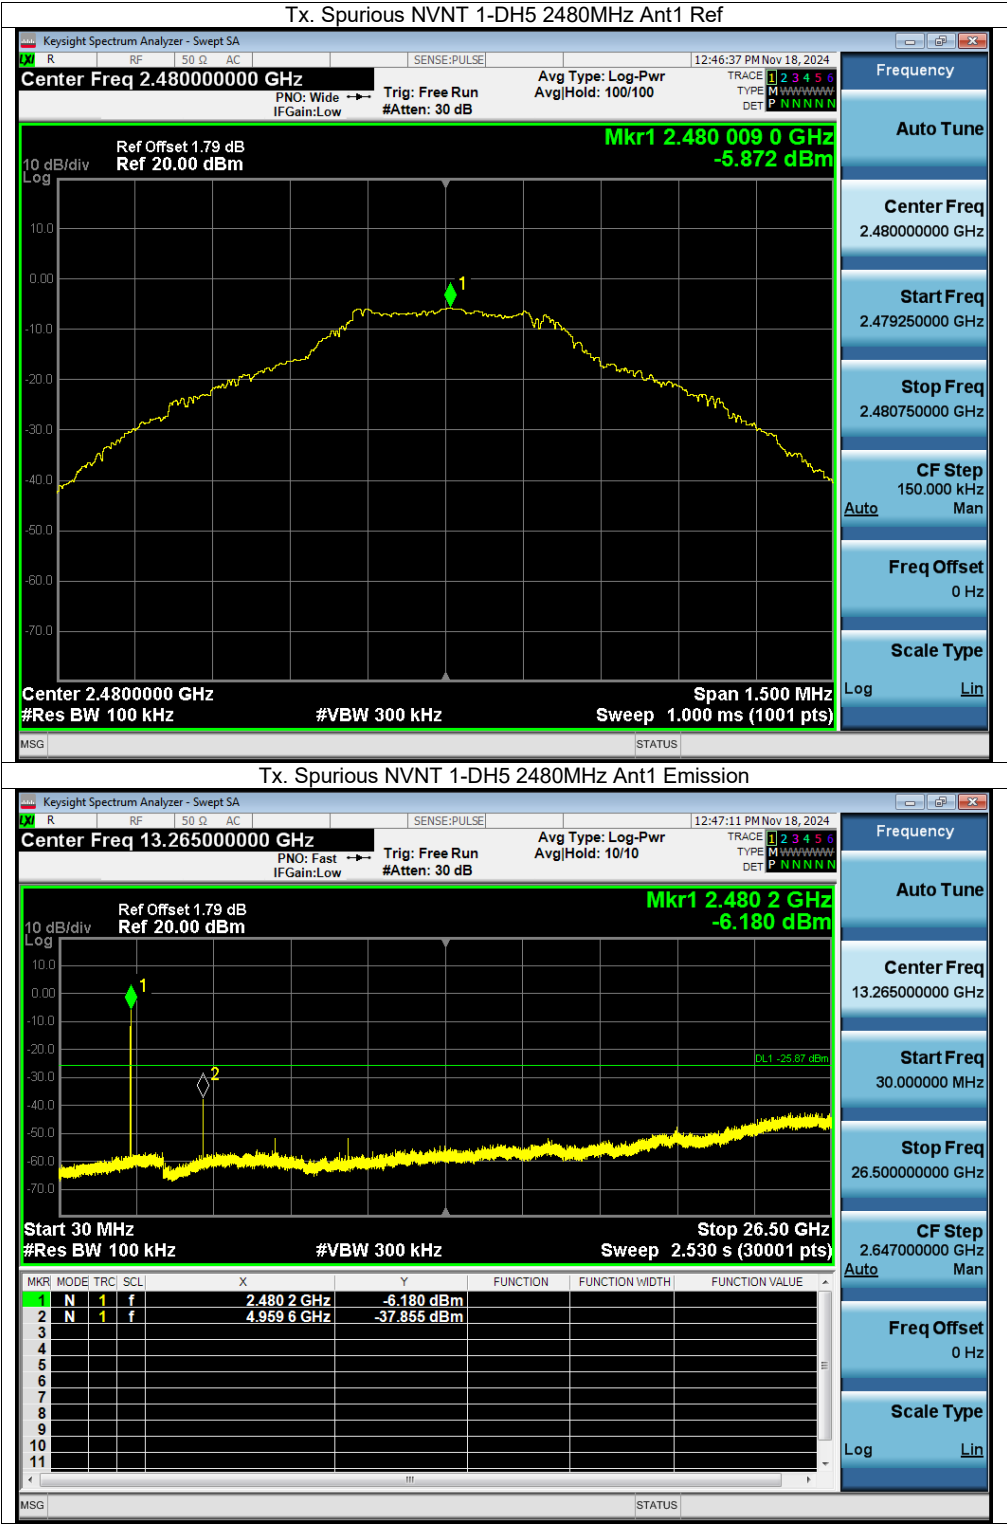 Tx. Spurious NVNT 1-DH5 2480MHz Ant1 Ref
Keysight Spectrum Analyzer - Swept SA
LXI R RF 50 Ω AC SENSE:PULSE 12:46:37 PM Nov 18, 2024
Center Freq 2.480000000 GHz
PNO: Wide
IFGain:Low
Trig: Free Run
#Atten: 30 dB
Avg Type: Log-Pwr
Avg|Hold: 100/100
TRACE 1 2 3 4 5 6
TYPE M WWWWW
DET P N N N N N
Ref Offset 1.79 dB
10 dB/div Ref 20.00 dBm
Log
Mkr1 2.480 009 0 GHz
-5.872 dBm
1
10.0
0.00
-10.0
-20.0
-30.0
-40.0
-50.0
-60.0
-70.0
Center 2.4800000 GHz Span 1.500 MHz
#Res BW 100 kHz #VBW 300 kHz Sweep 1.000 ms (1001 pts)
MSG STATUS
Frequency
Auto Tune
Center Freq
2.480000000 GHz
Start Freq
2.479250000 GHz
Stop Freq
2.480750000 GHz
CF Step
150.000 kHz
Auto Man
Freq Offset
0 Hz
Scale Type
Log Lin
Tx. Spurious NVNT 1-DH5 2480MHz Ant1 Emission
Keysight Spectrum Analyzer - Swept SA
LXI R RF 50 Ω AC SENSE:PULSE 12:47:11 PM Nov 18, 2024
Center Freq 13.265000000 GHz
PNO: Fast
IFGain:Low
Trig: Free Run
#Atten: 30 dB
Avg Type: Log-Pwr
Avg|Hold: 10/10
TRACE 1 2 3 4 5 6
TYPE M WWWWW
DET P N N N N N
Ref Offset 1.79 dB
10 dB/div Ref 20.00 dBm
Log
Mkr1 2.480 2 GHz
-6.180 dBm
1
2
DL1 -25.87 dBm
10.0
0.00
-10.0
-20.0
-30.0
-40.0
-50.0
-60.0
-70.0
Start 30 MHz Stop 26.50 GHz
#Res BW 100 kHz #VBW 300 kHz Sweep 2.530 s (30001 pts)
MKR MODE TRC SCL X Y FUNCTION FUNCTION WIDTH FUNCTION VALUE
1 N 1 f 2.480 2 GHz -6.180 dBm
2 N 1 f 4.959 6 GHz -37.855 dBm
3
4
5
6
7
8
9
10
11
MSG STATUS
Frequency
Auto Tune
Center Freq
13.265000000 GHz
Start Freq
30.000000 MHz
Stop Freq
26.500000000 GHz
CF Step
2.647000000 GHz
Auto Man
Freq Offset
0 Hz
Scale Type
Log Lin